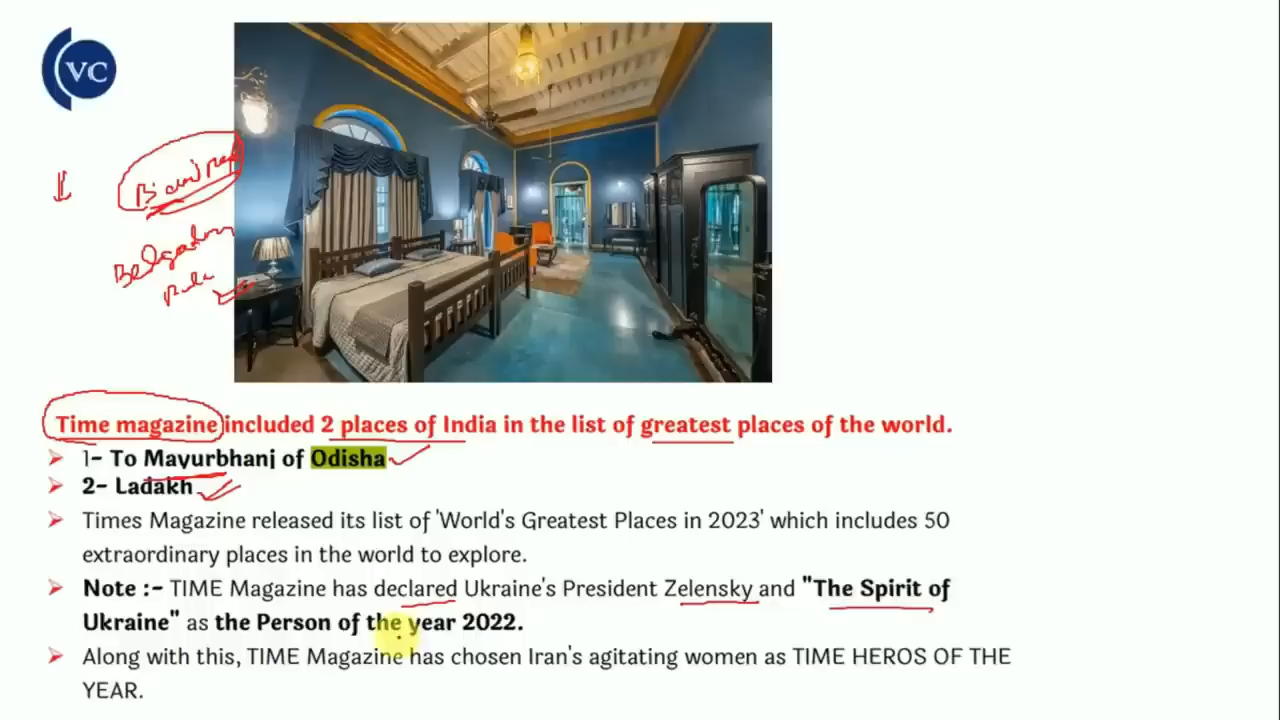 VC
Time magazine included 2 places of India in the list of greatest places of the world.
1- To Mayurbhanj of Odisha
2- Ladakh
Times Magazine released its list of 'World's Greatest Places in 2023' which includes 50
extraordinary places in the world to explore.
Note :- TIME Magazine has declared Ukraine's President Zelensky and "The Spirit of
Ukraine" as the Person of the year 2022.
Along with this, TIME Magazine has chosen Iran's agitating women as TIME HEROS OF THE
YEAR.